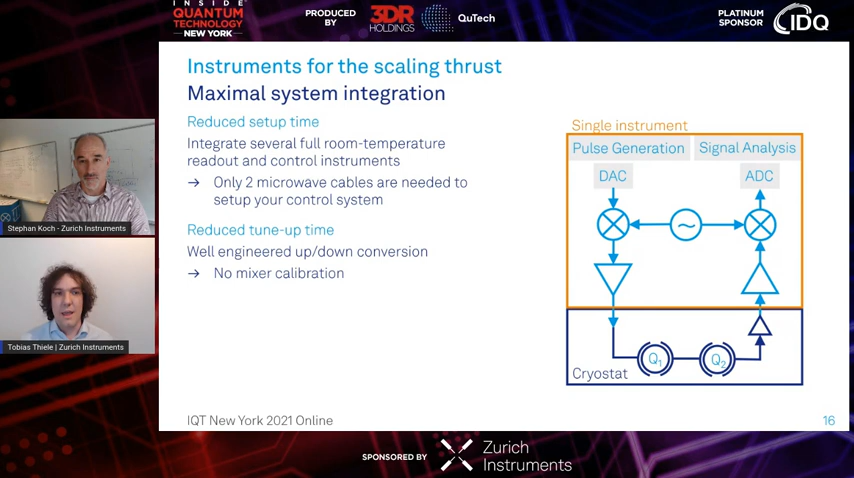 INSIDE
QUANTUM
TECHNOLOGY
NEW YORK
PRODUCED
BY
3DR
HOLDINGS
QuTech
PLATINUM
SPONSOR
IDQ
Instruments for the scaling thrust
Maximal system integration
Reduced setup time
Integrate several full room-temperature
readout and control instruments
→ Only 2 microwave cables are needed to
setup your control system
Reduced tune-up time
Well engineered up/down conversion
→ No mixer calibration
Single instrument
Pulse Generation
Signal Analysis
DAC
ADC
Q1
Q2
Cryostat
Stephan Koch - Zurich Instruments
Tobias Thiele | Zurich Instruments
IQT New York 2021 Online
16
SPONSORED BY
Zurich
Instruments